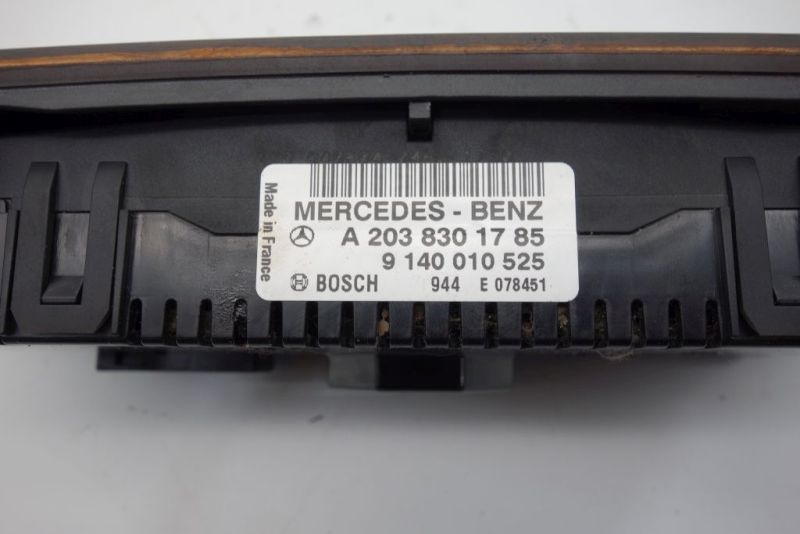 MERCEDES - BENZ
A 203 830 17 85
9 140 010 525
BOSCH 944 E 078451
Made in France